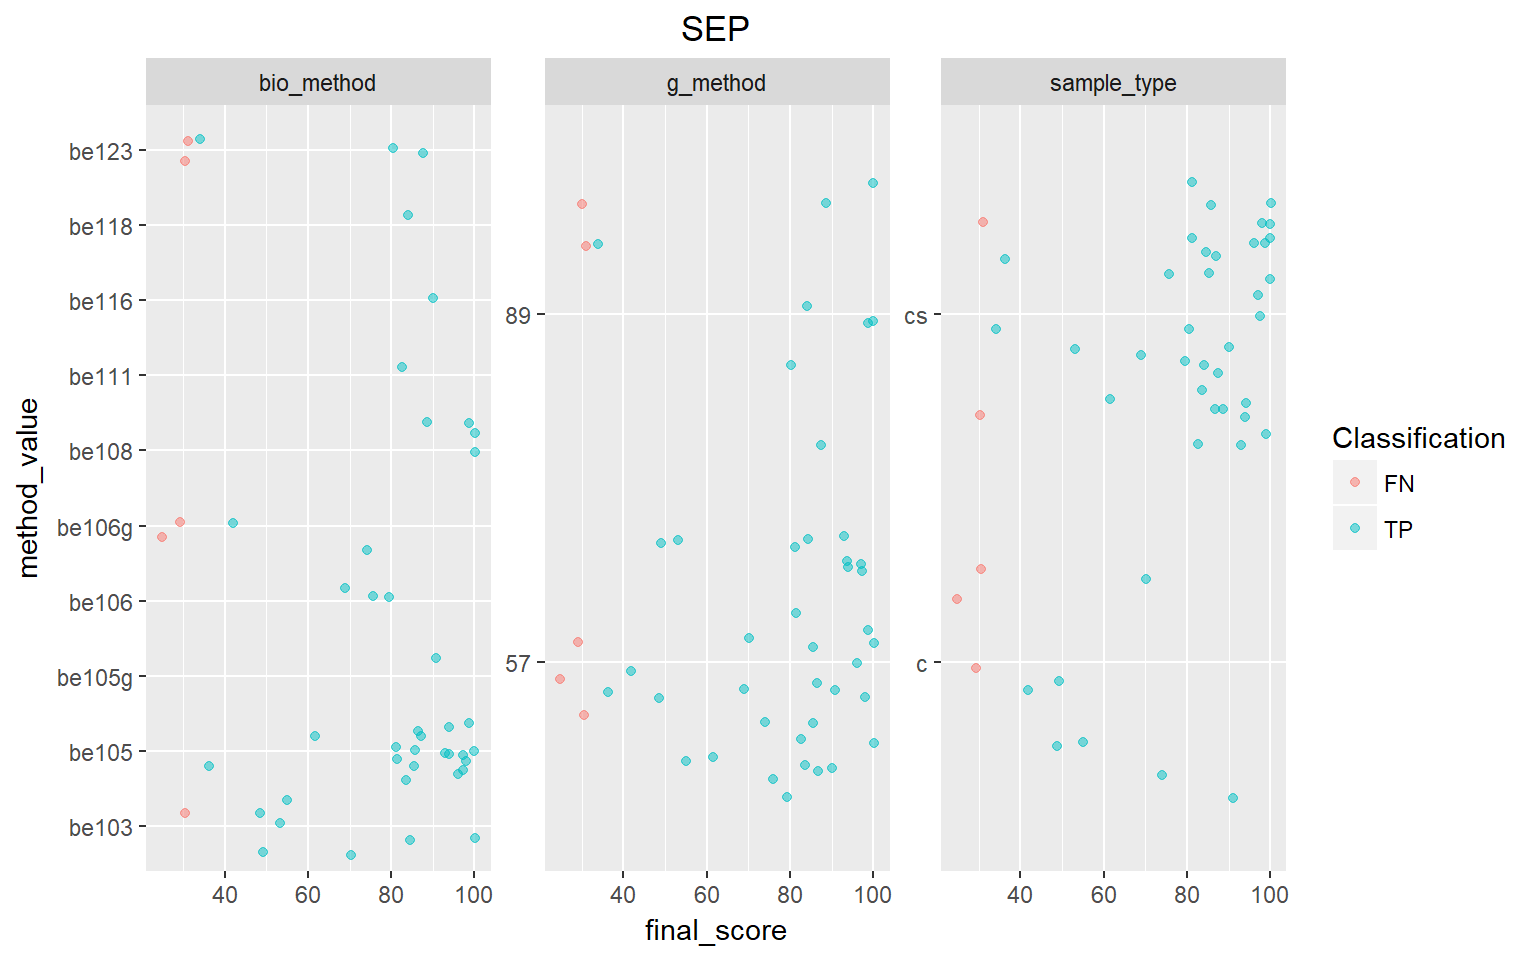 SEP
bio_method
g_method
sample_type
method_value
be123
be118
be116
be111
be108
be106g
be106
be105g
be105
be103
89
57
cs
c
40 60 80 100
40 60 80 100
40 60 80 100
final_score
Classification
FN
TP